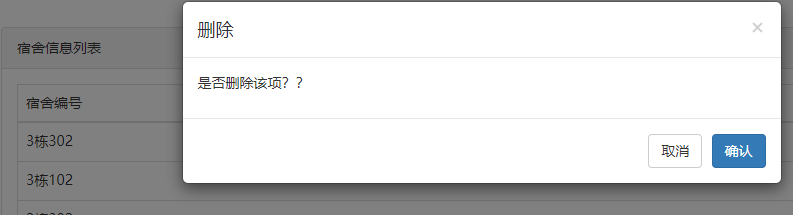 删除
×
宿舍信息列表
是否删除该项？？
宿舍编号
3栋302
取消
确认
3栋102